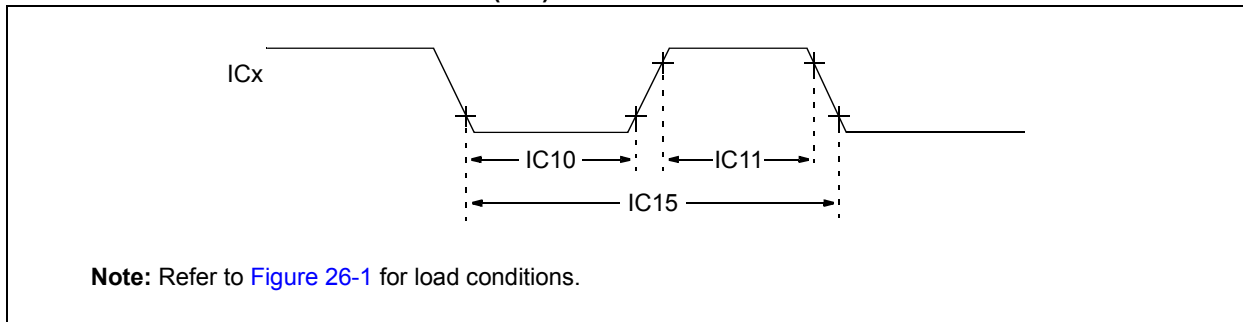 ICx
IC10
IC11
IC15
Note: Refer to Figure 26-1 for load conditions.